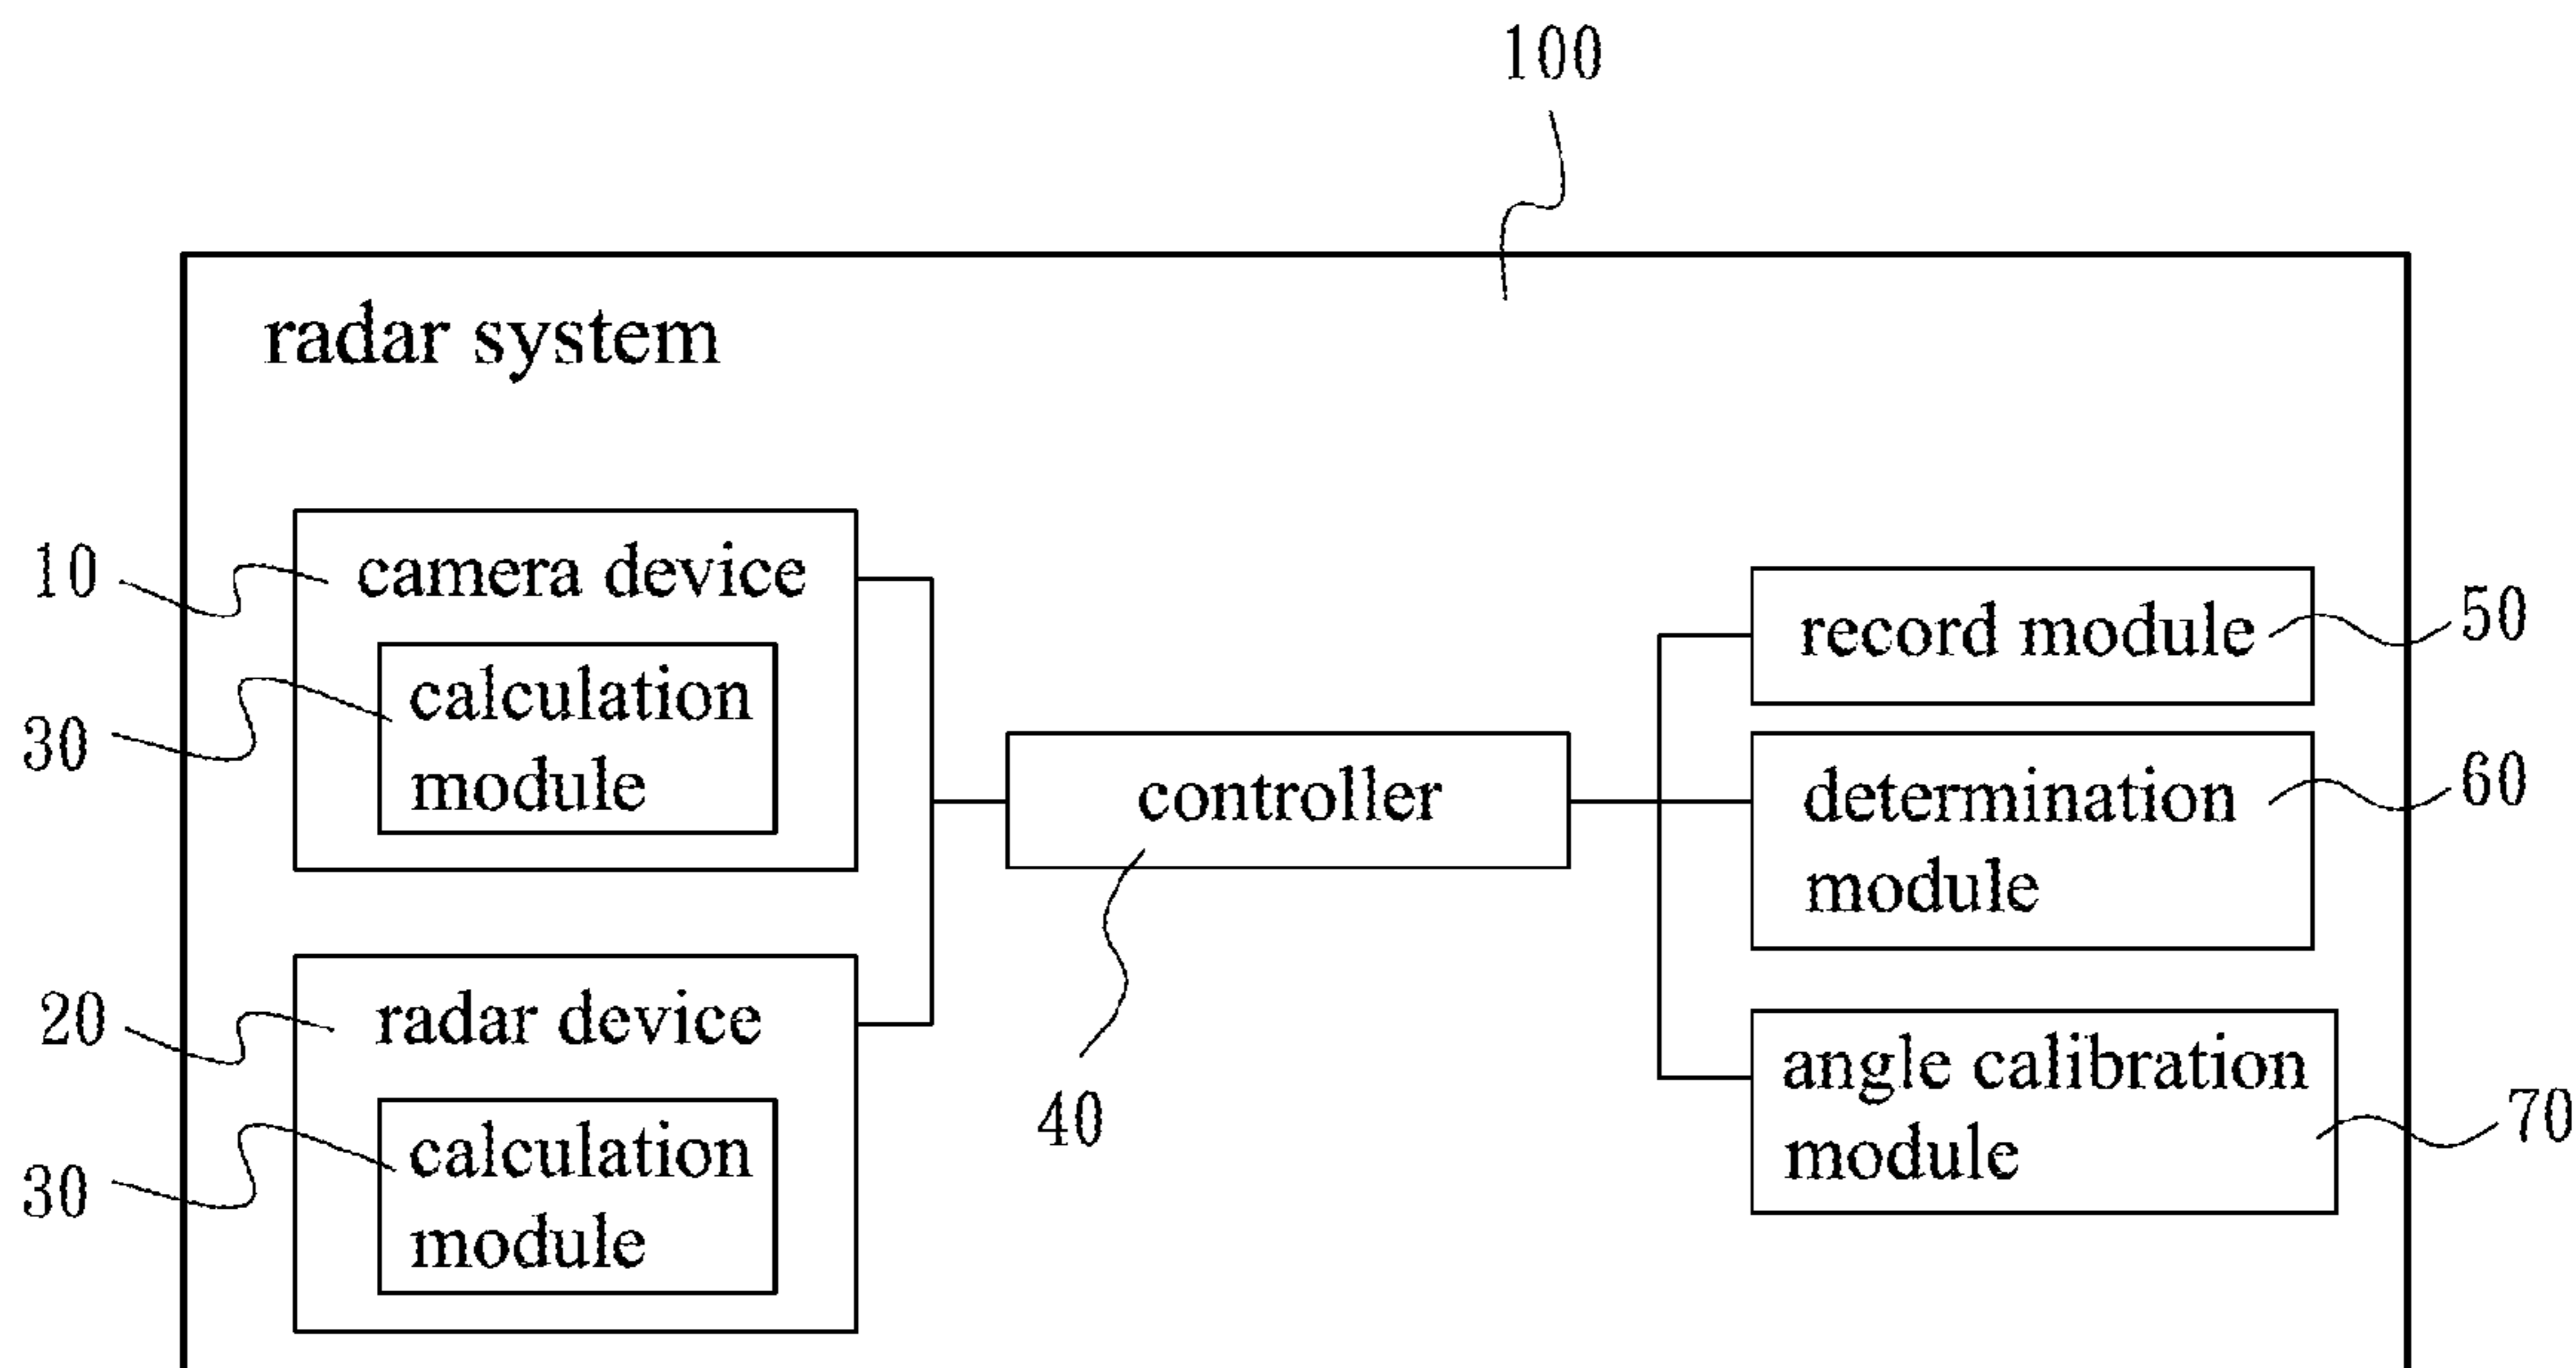 100
radar system
10
camera device
30
calculation
module
20
radar device
30
calculation
module
controller
40
record module
50
determination
module
60
angle calibration
module
70